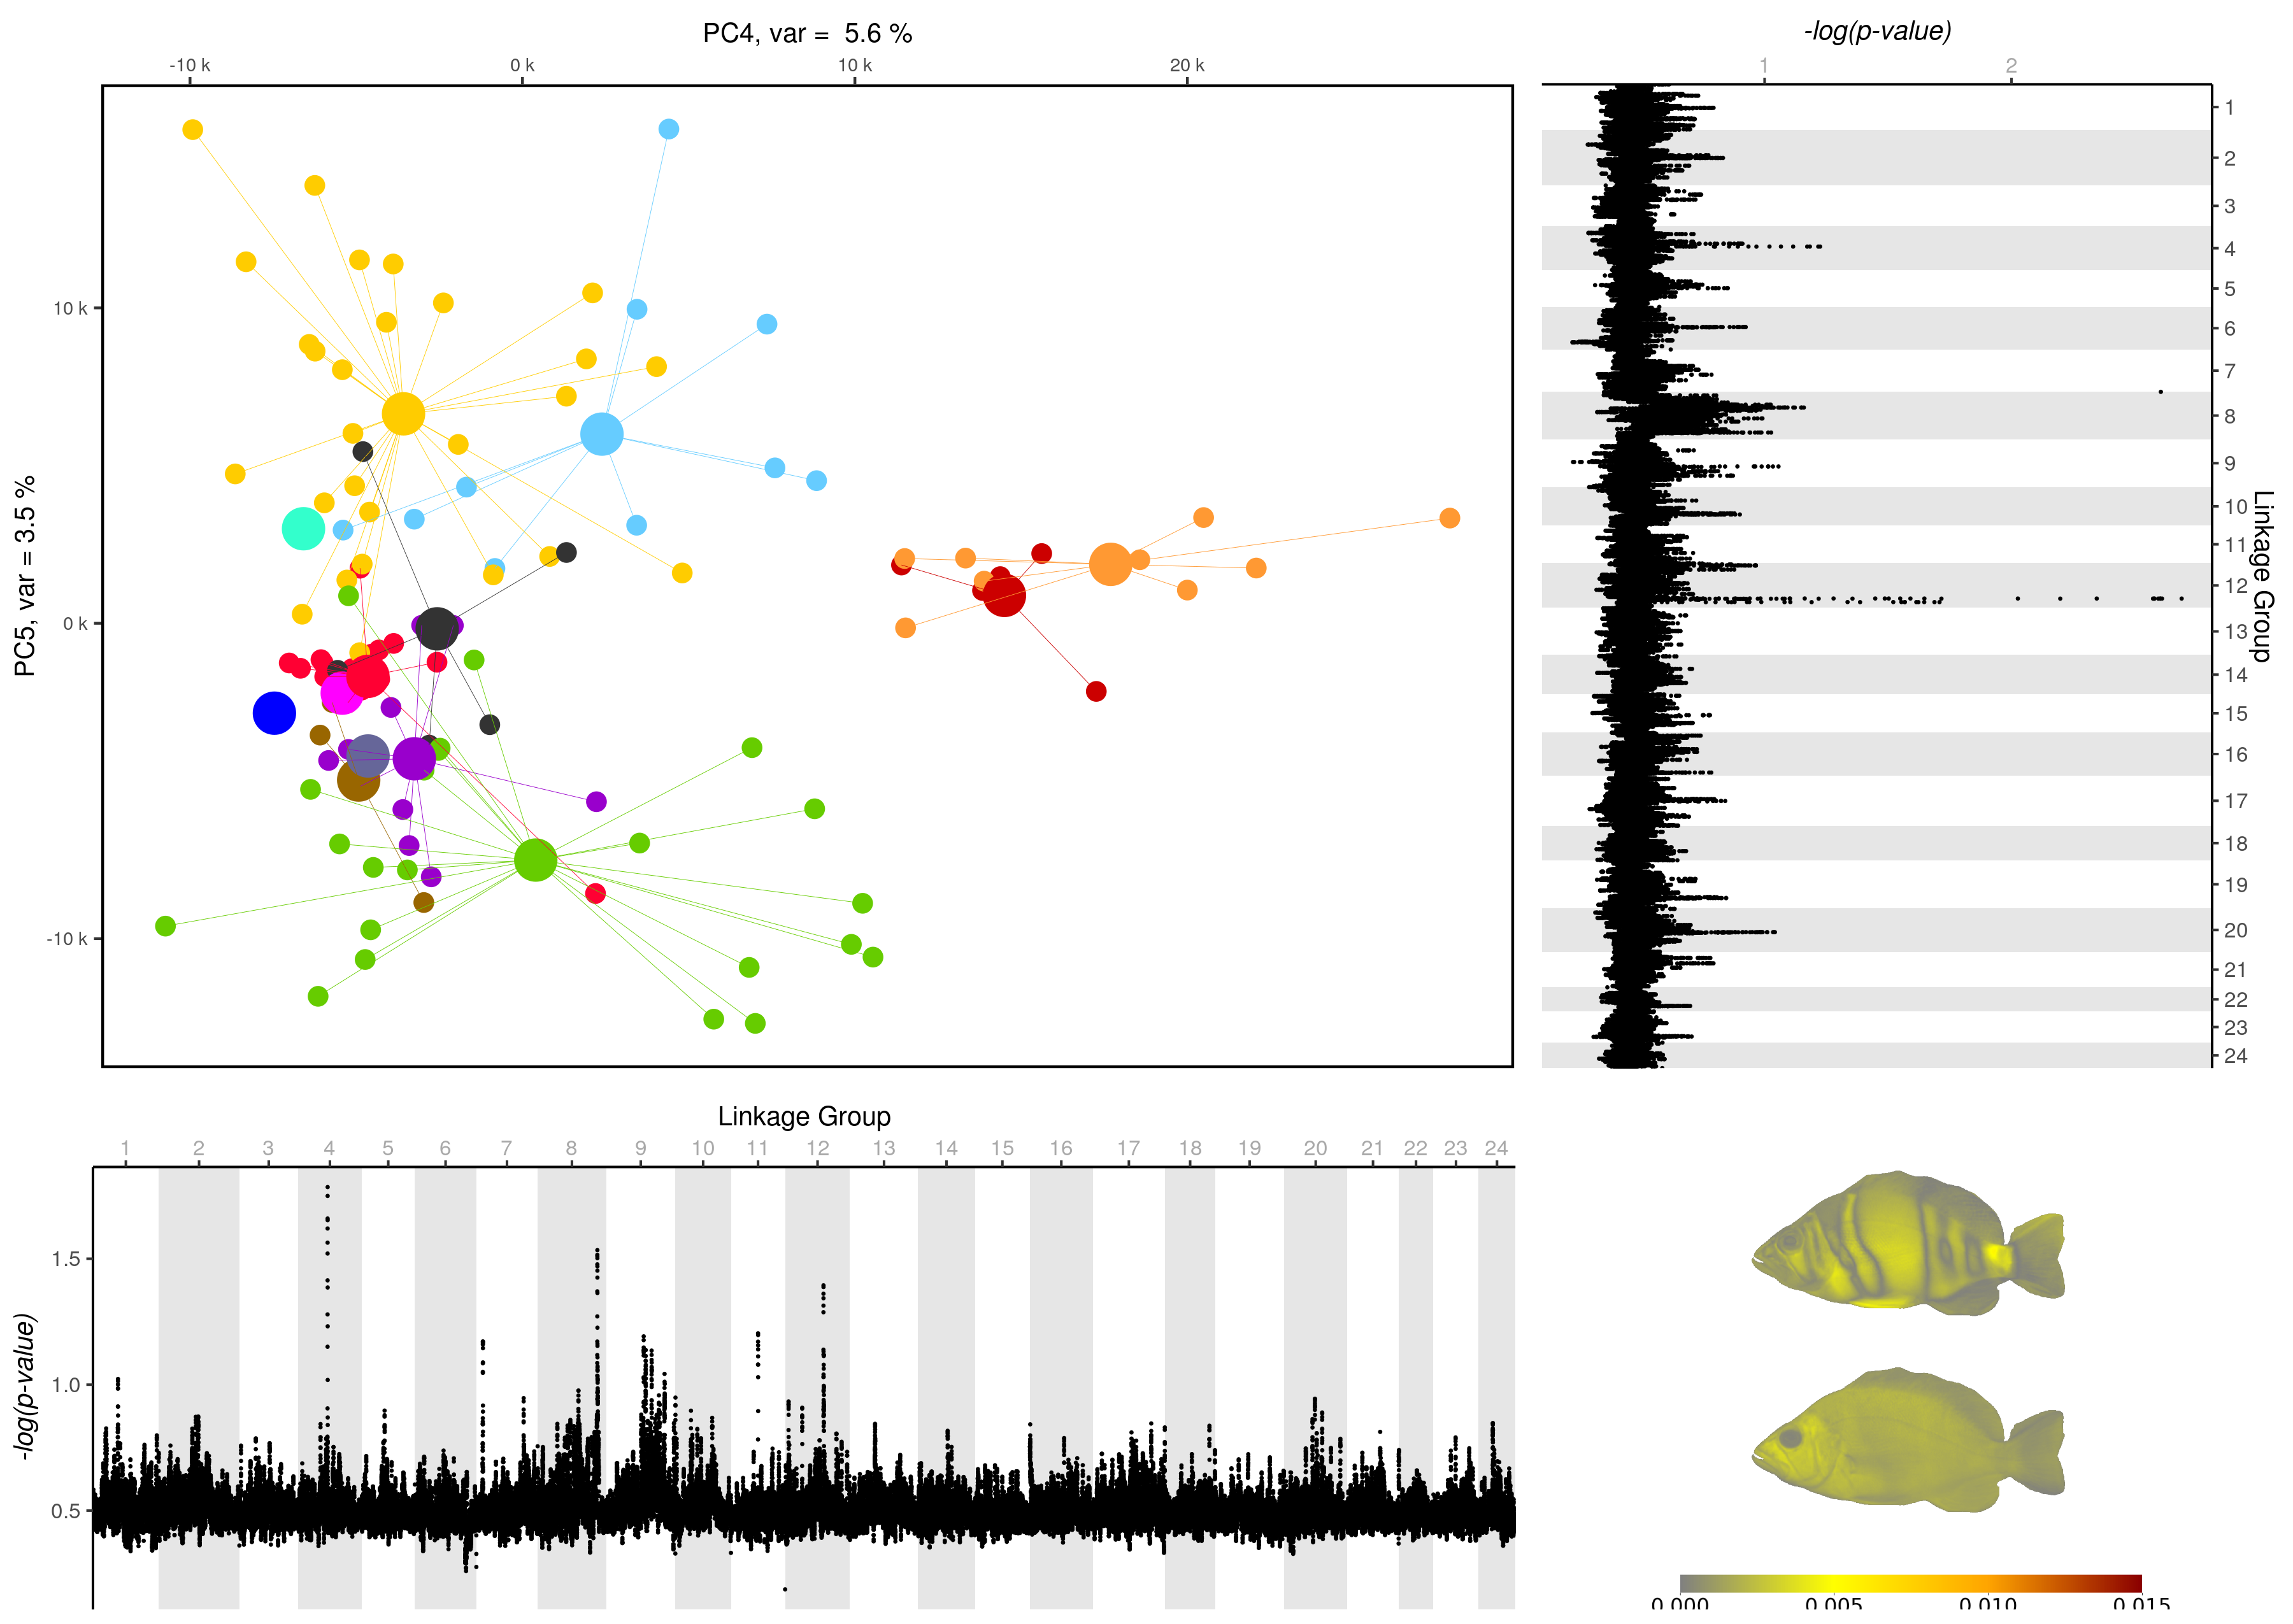 PC4, var =  5.6 %
-10 k 0 k 10 k 20 k
PC5, var = 3.5 %
10 k
0 k
-10 k
-log(p-value)
1 2
1
2
3
4
5
6
7
8
9
10
11
12
13
14
15
16
17
18
19
20
21
22
23
24
Linkage Group
Linkage Group
1 2 3 4 5 6 7 8 9 10 11 12 13 14 15 16 17 18 19 20 21 22 23 24
-log(p-value)
1.5
1.0
0.5
0.000 0.005 0.010 0.015